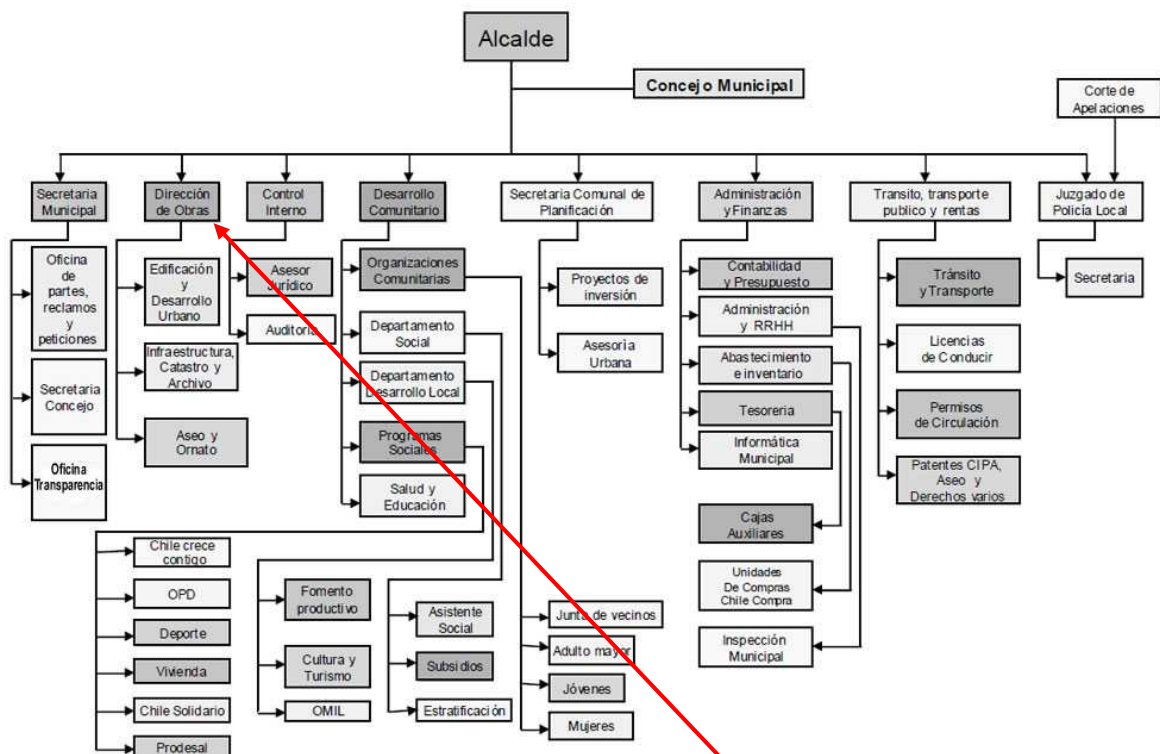 Alcalde
Concejo Municipal
Corte de
Apelaciones
Secretaria
Municipal
Dirección
de Obras
Control
Interno
Desarrollo
Comunitario
Secretaria Comunal de
Planificación
Administración
y Finanzas
Transito, transporte
publico y rentas
Juzgado de
Policía Local
Oficina
de
partes,
reclamos
y
peticiones
Secretaria
Concejo
Oficina
Transparencia
Edificación
y
Desarrollo
Urbano
Infraestructura,
Catastro y
Archivo
Aseo y
Ornato
Asesor
Jurídico
Auditoria
Organizaciones
Comunitarias
Departamento
Social
Departamento
Desarrollo Local
Programas
Sociales
Salud y
Educación
Proyectos de
inversión
Asesoría
Urbana
Contabilidad
y Presupuesto
Administración
y RRHH
Abastecimiento
e inventario
Tesoreria
Informática
Municipal
Cajas
Auxiliares
Unidades
De Compras
Chile Compra
Inspección
Municipal
Tránsito
y Transporte
Licencias
de Conducir
Permisos
de Circulación
Patentes CIPA,
Aseo y
Derechos varios
Secretaria
Chile crece
contigo
OPD
Deporte
Vivienda
Chile Solidario
Prodesal
Fomento
productivo
Cultura y
Turismo
OMIL
Asistente
Social
Subsidios
Estratificación
Junta de vecinos
Adulto mayor
Jóvenes
Mujeres